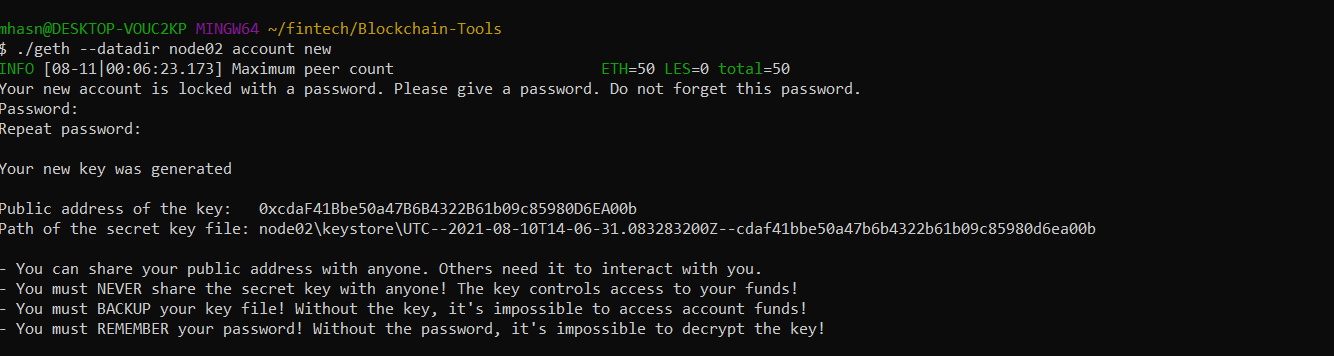 mhasn@DESKTOP-VOUC2KP MINGW64 ~/fintech/Blockchain-Tools
$ ./geth --datadir node02 account new
INFO [08-11|00:06:23.173] Maximum peer count                       ETH=50 LES=0 total=50
Your new account is locked with a password. Please give a password. Do not forget this password.
Password:
Repeat password:
Your new key was generated
Public address of the key:   0xcdaF41Bbe50a47B6B4322B61b09c85980D6EA00b
Path of the secret key file: node02\keystore\UTC--2021-08-10T14-06-31.083283200Z--cdaf41bbe50a47b6b4322b61b09c85980d6ea00b
- You can share your public address with anyone. Others need it to interact with you.
- You must NEVER share the secret key with anyone! The key controls access to your funds!
- You must BACKUP your key file! Without the key, it's impossible to access account funds!
- You must REMEMBER your password! Without the password, it's impossible to decrypt the key!